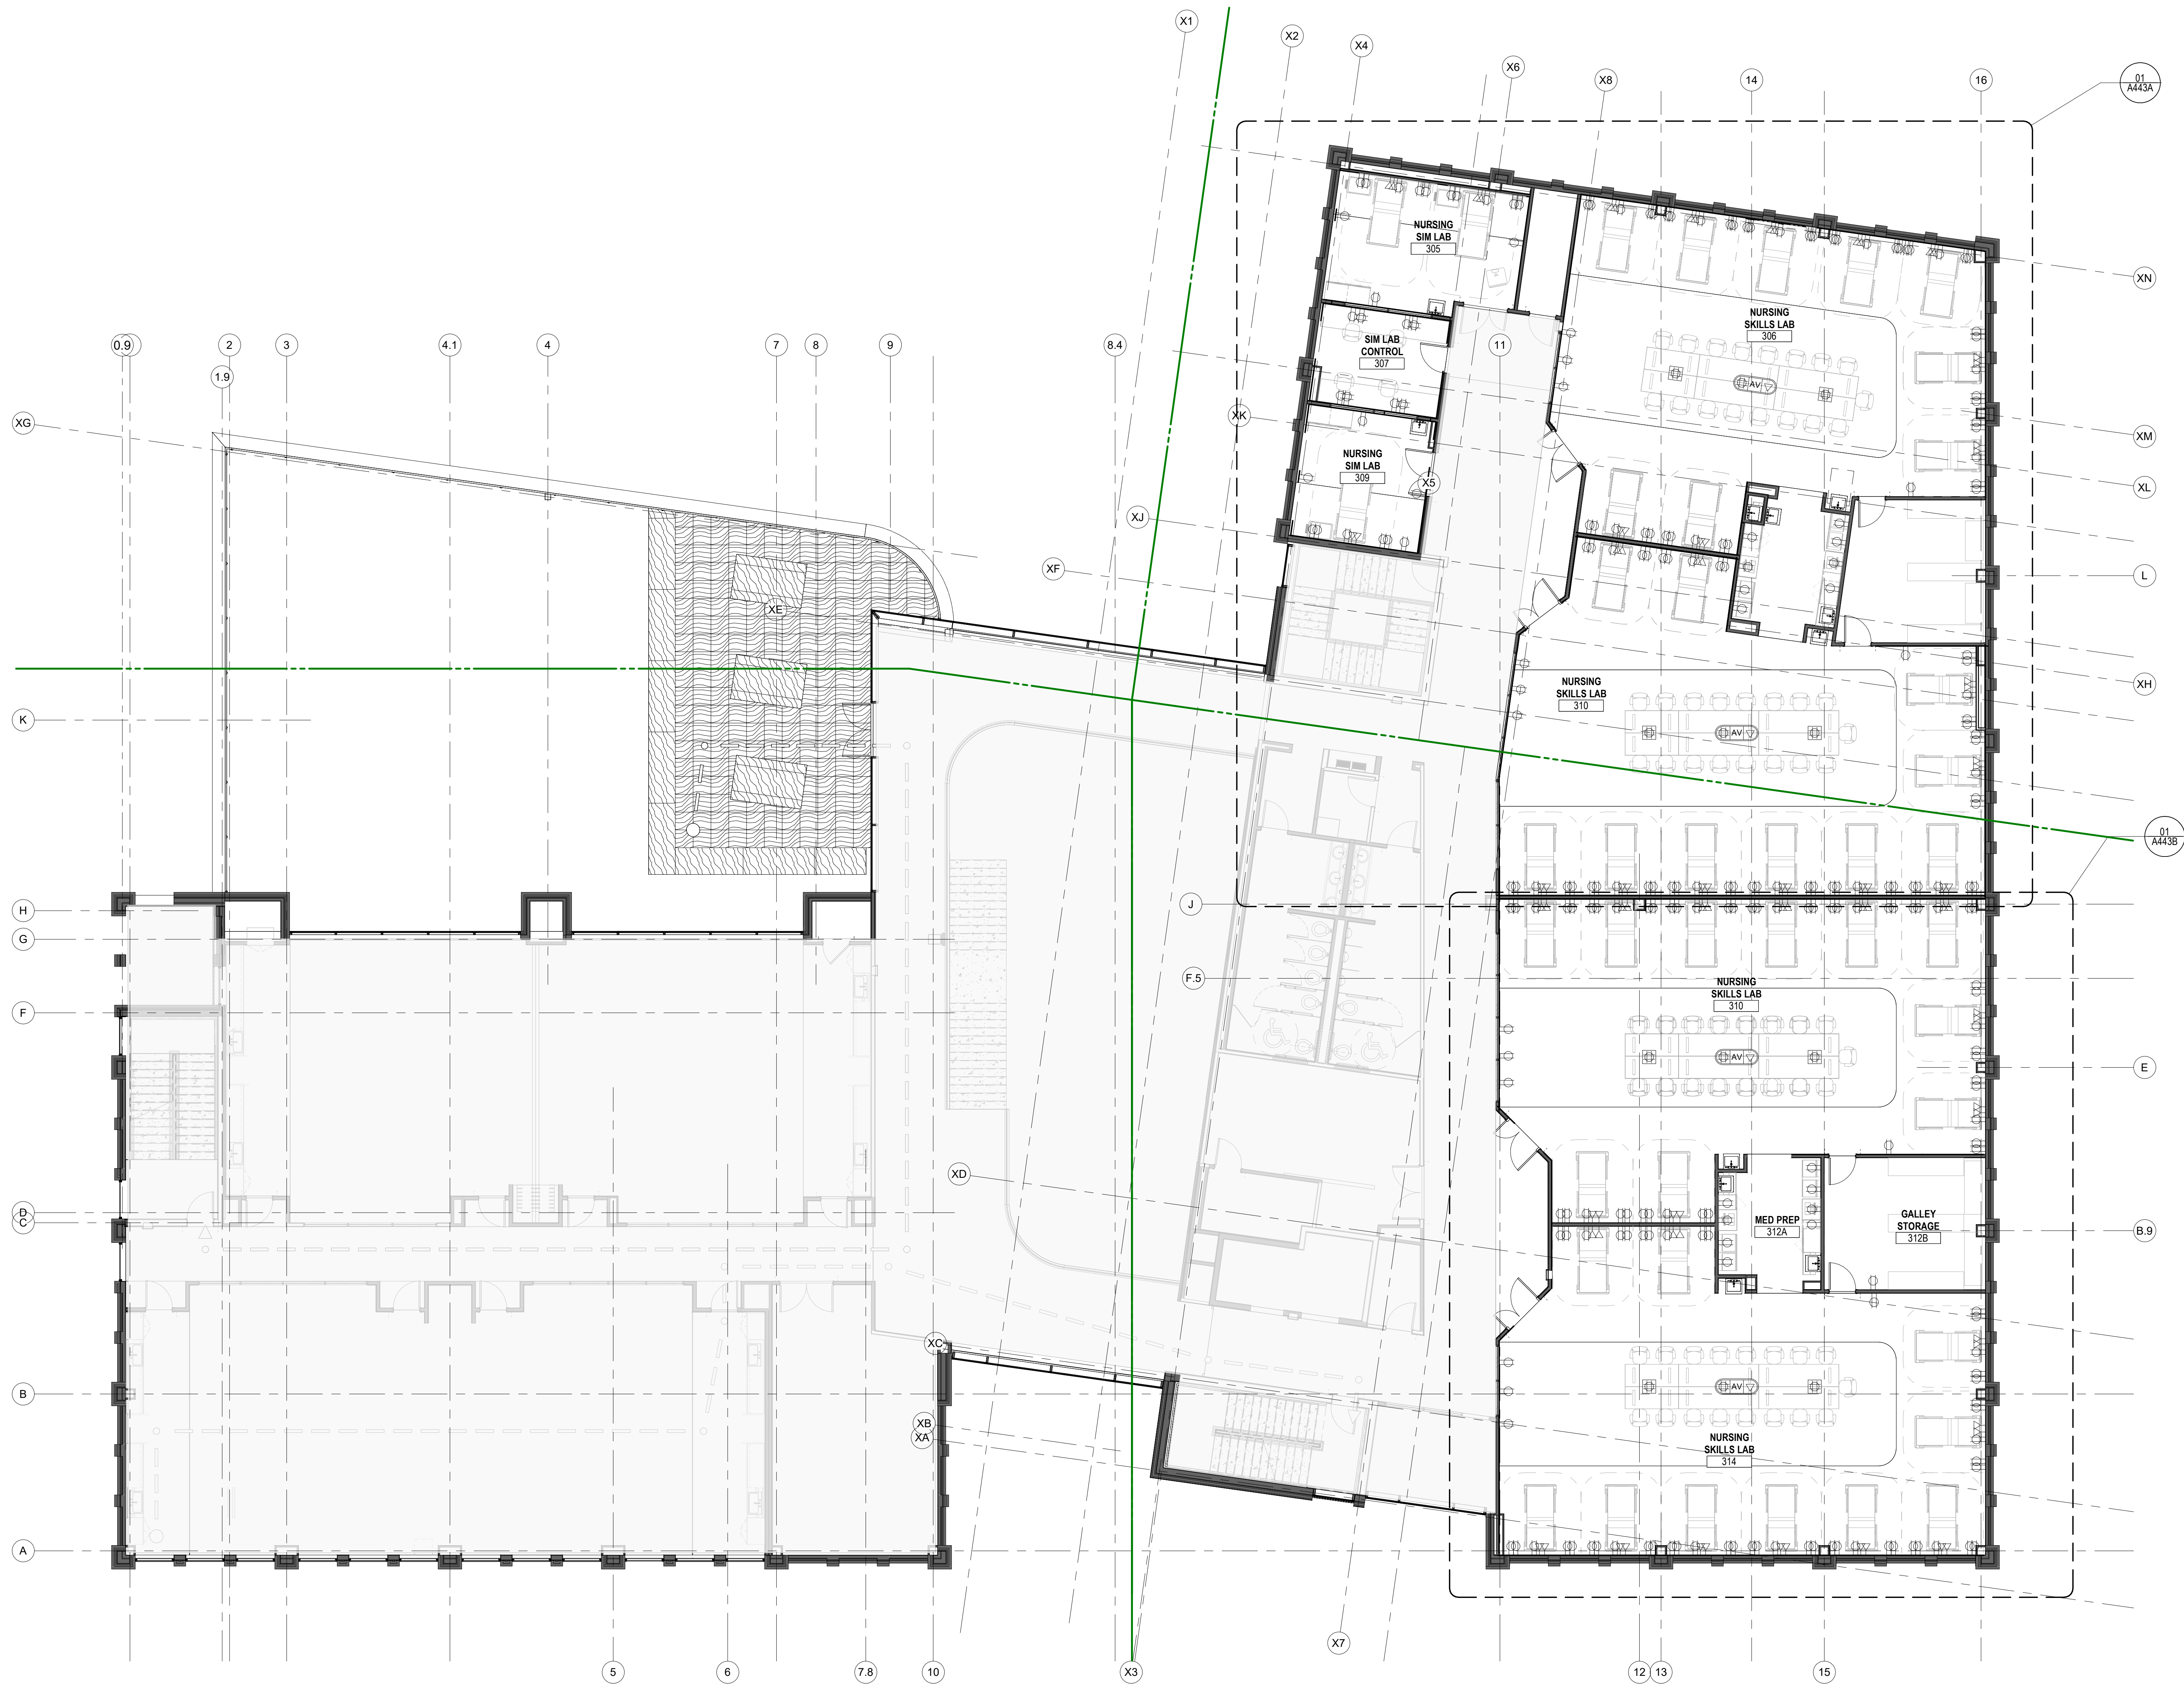 X1
X2
X4
X6
X8
14
16
01
A443A
NURSING
SIM LAB
305
NURSING
SKILLS LAB
306
XN
0.9
2
3
4.1
4
7
8
9
8.4
SIM LAB
CONTROL
307
11
1.9
AV
XG
XK
XM
NURSING
SIM LAB
309
X5
XL
XJ
XF
L
XE
NURSING
SKILLS LAB
310
XH
K
AV
01
A443B
H
J
G
F.5
NURSING
SKILLS LAB
310
F
AV
E
XD
D
C
MED PREP
312A
GALLEY
STORAGE
312B
B.9
XC
B
AV
XB
XA
NURSING
SKILLS LAB
314
A
X7
5
6
7.8
10
X3
12
13
15